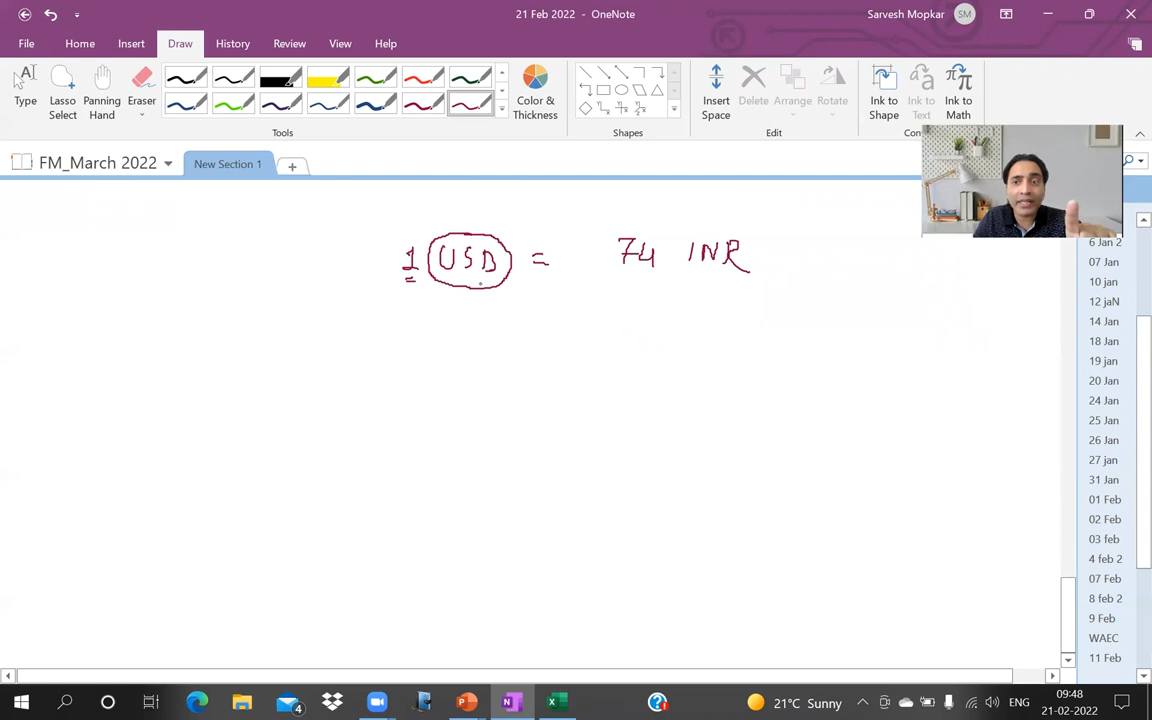 21 Feb 2022 - OneNote
Sarvesh Mopkar
SM
File
Home
Insert
Draw
History
Review
View
Help
Type
Lasso Select
Panning Hand
Eraser
Color & Thickness
Insert Space
Delete
Arrange
Rotate
Ink to Shape
Ink to Text
Ink to Math
Tools
Shapes
Edit
FM_March 2022
New Section 1
1 USD = 74 INR
6 Jan 2
07 Jan
10 jan
12 jaN
14 Jan
18 Jan
19 jan
20 Jan
24 Jan
25 Jan
26 Jan
27 jan
31 Jan
01 Feb
02 Feb
03 feb
4 feb 2
07 Feb
8 feb 2
9 Feb
WAEC
11 Feb
4
21°C Sunny
ENG
09:48
21-02-2022